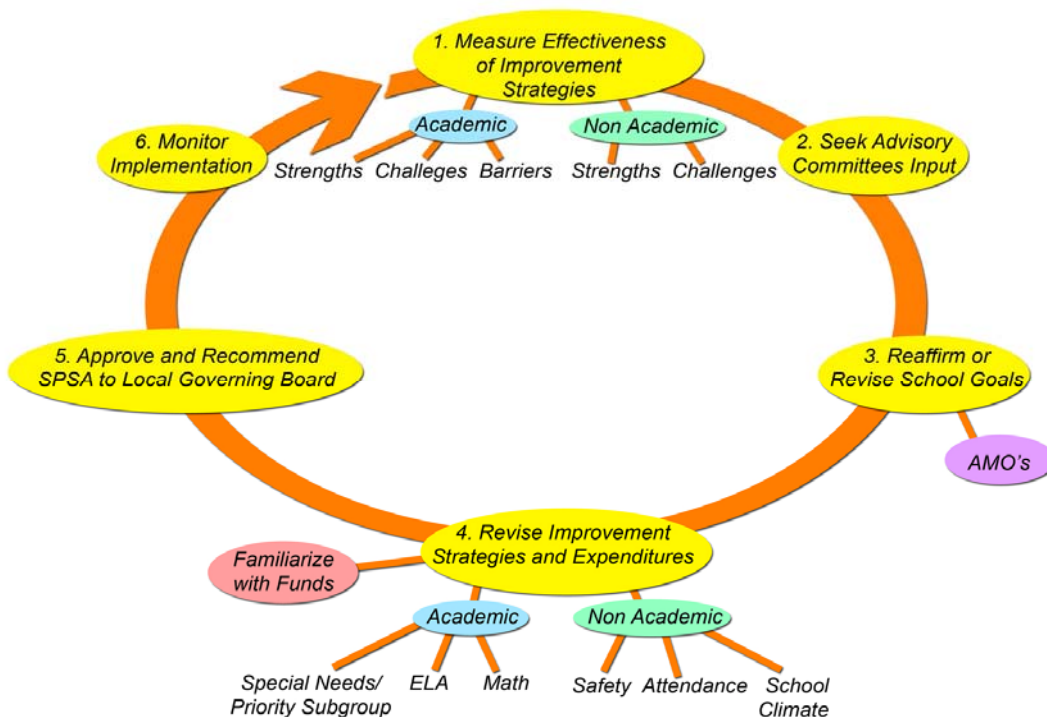 1. Measure Effectiveness
of Improvement
Strategies
Academic
Non Academic
Strengths
Challeges
Barriers
Strengths
Challenges
2. Seek Advisory
Committees Input
3. Reaffirm or
Revise School Goals
AMO's
4. Revise Improvement
Strategies and Expenditures
Familiarize
with Funds
Academic
Non Academic
Special Needs/
Priority Subgroup
ELA
Math
Safety
Attendance
School
Climate
5. Approve and Recommend
SPSA to Local Governing Board
6. Monitor
Implementation